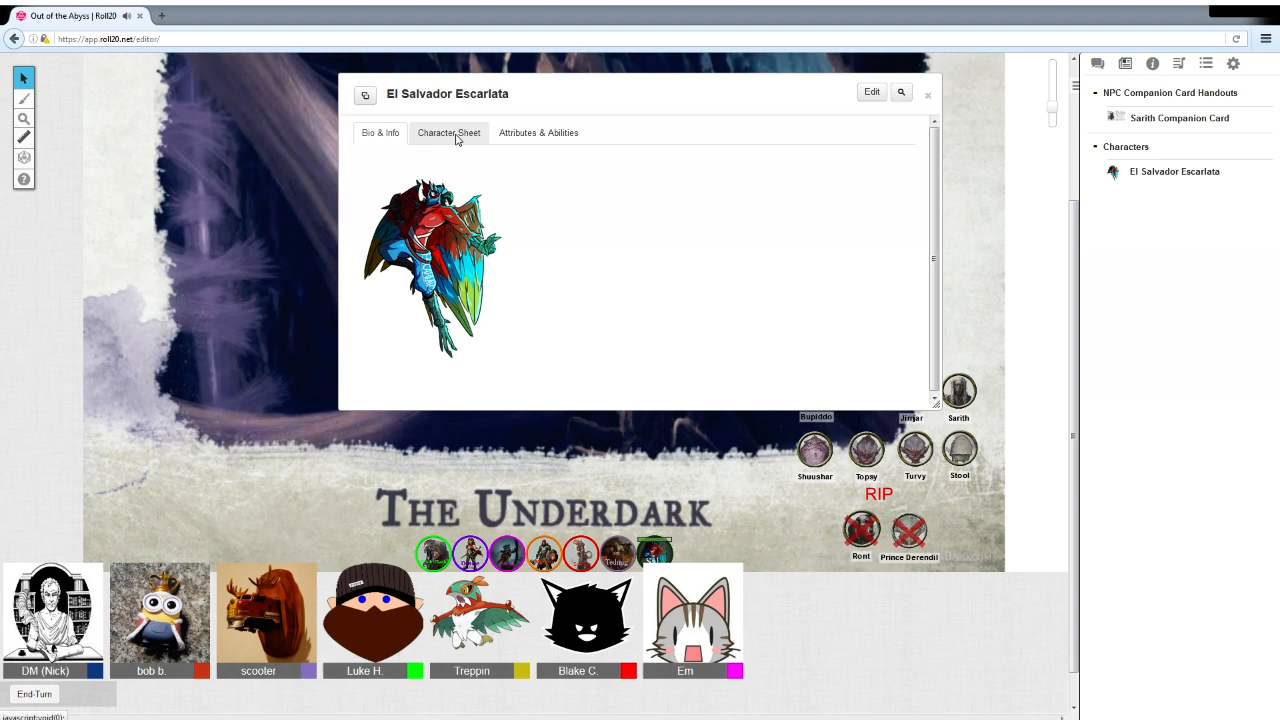 Out of the Abyss | Roll20
https://app.roll20.net/editor/
El Salvador Escarlata
Edit
Bio & Info
Character Sheet
Attributes & Abilities
NPC Companion Card Handouts
Sarith Companion Card
Characters
El Salvador Escarlata
Bupiddo
Jimjar
Sarith
Shuushar
Topsy
Turvy
Stool
RIP
Ront
Prince Derendil
THE UNDERDARK
DM (Nick)
bob b.
scooter
Luke H.
Treppin
Blake C.
Em
End-Turn
javascript:void(0);